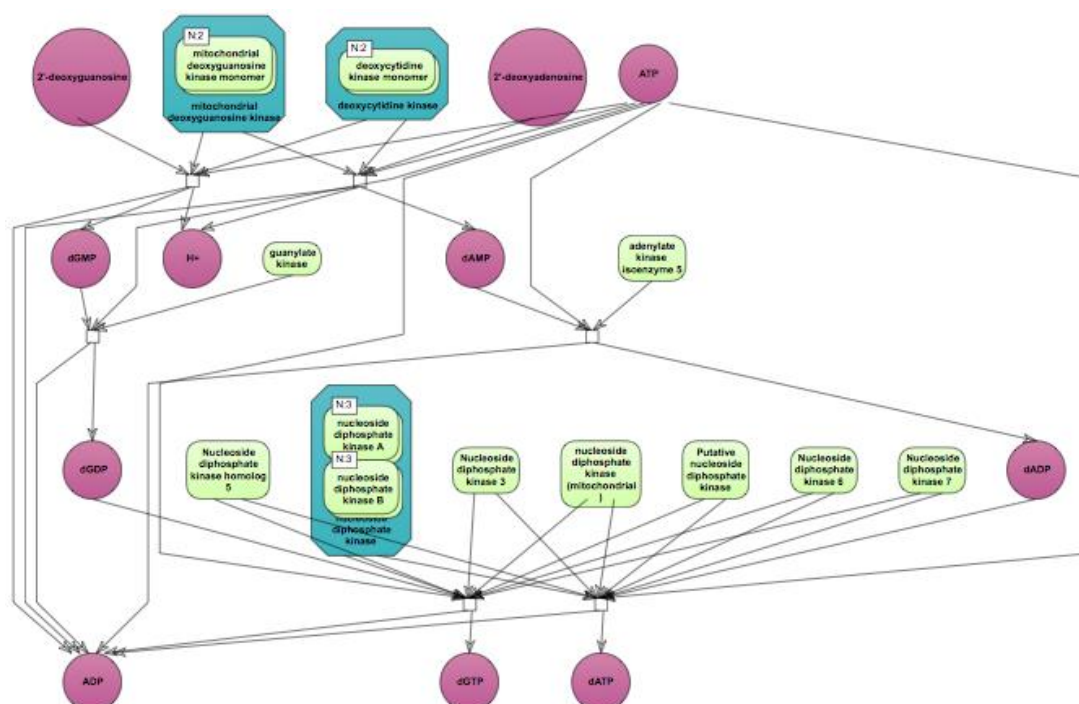 N:2
mitochondrial
deoxyguanosine
kinase monomer
mitochondrial
deoxyguanosine kinase
N:2
deoxycytidine
kinase monomer
deoxycytidine kinase
2'-deoxyguanosine
2'-deoxyadenosine
ATP
dGMP
H+
guanylate
kinase
dAMP
adenylate
kinase
isoenzyme 5
dGDP
Nucleoside
diphosphate
kinase homolog
5
N:3
nucleoside
diphosphate
kinase A
N:3
nucleoside
diphosphate
kinase B
nucleoside
diphosphate
kinase
Nucleoside
diphosphate
kinase 3
nucleoside
diphosphate
kinase
(mitochondrial
)
Putative
nucleoside
diphosphate
kinase
Nucleoside
diphosphate
kinase 6
Nucleoside
diphosphate
kinase 7
dADP
ADP
dGTP
dATP